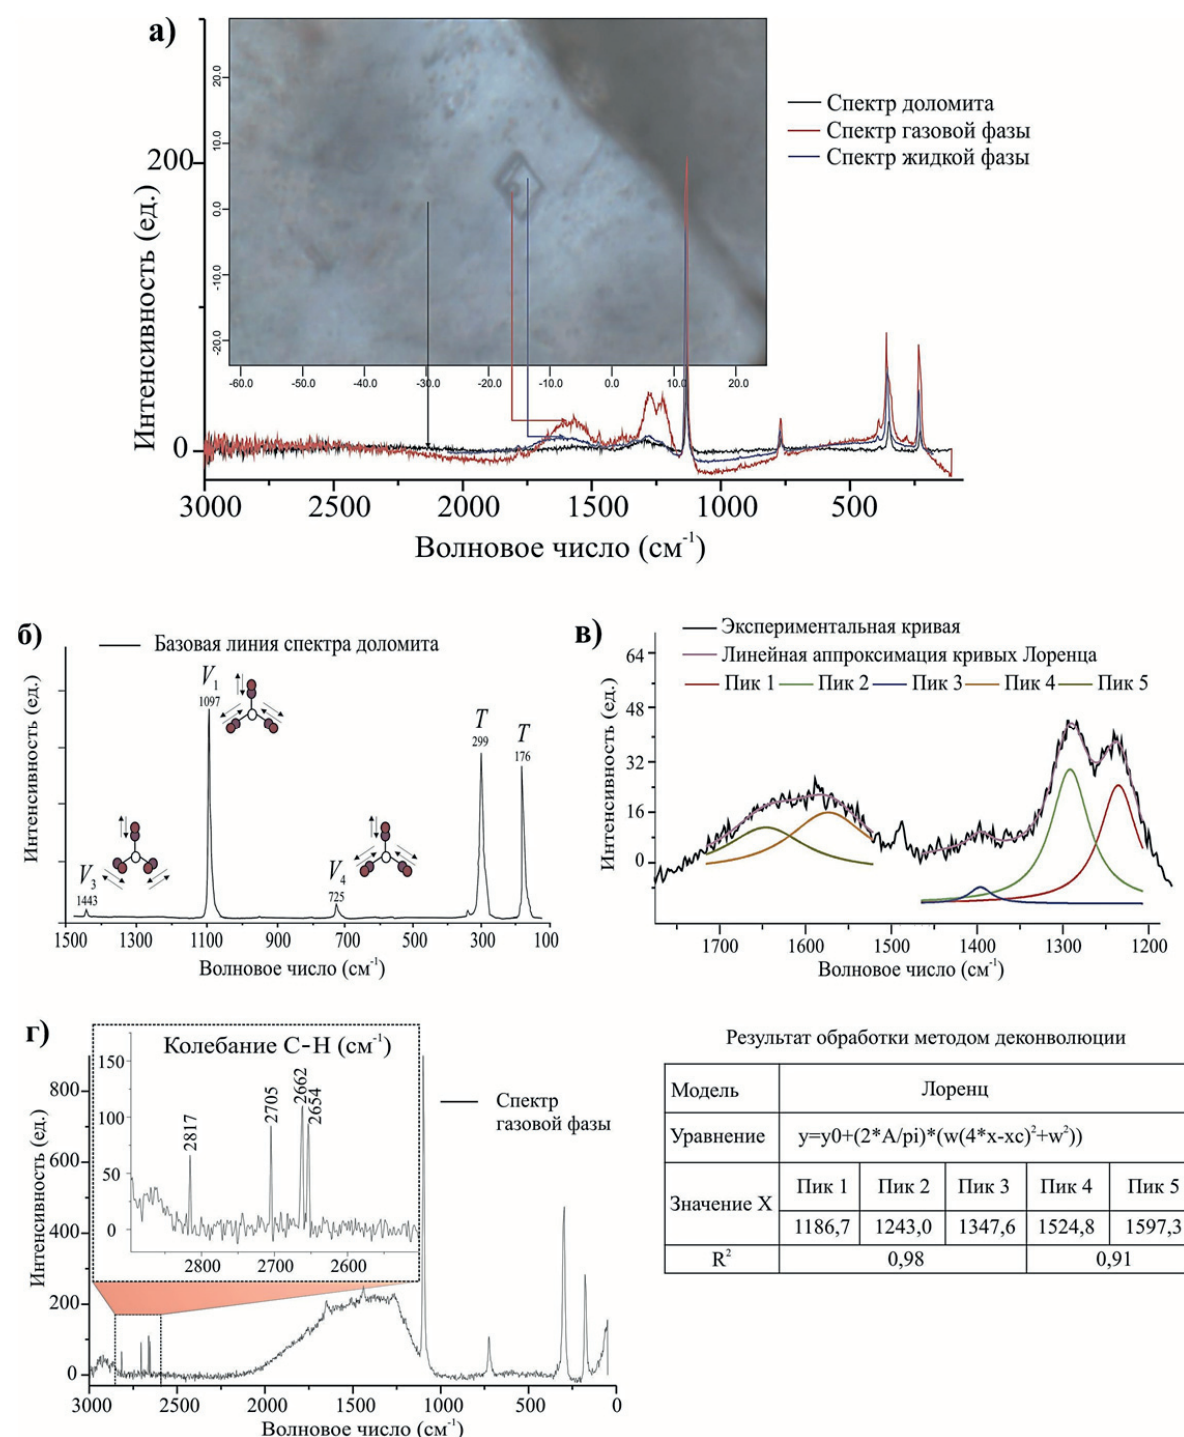 а)
20.0
10.0
0.0
-10.0
-20.0
-60.0 -50.0 -40.0 -30.0 -20.0 -10.0 0.0 10.0 20.0
Спектр доломита
Спектр газовой фазы
Спектр жидкой фазы
Интенсивность (ед.)
200
0
3000 2500 2000 1500 1000 500
Волновое число (см⁻¹)
б)
Базовая линия спектра доломита
Интенсивность (ед.)
V₁
1097
T
299
T
176
V₃
1443
V₄
725
1500 1300 1100 900 700 500 300 100
Волновое число (см⁻¹)
в)
Экспериментальная кривая
Линейная аппроксимация кривых Лоренца
Пик 1 Пик 2 Пик 3 Пик 4 Пик 5
Интенсивность (ед.)
64
48
32
16
0
1700 1600 1500 1400 1300 1200
Волновое число (см⁻¹)
г)
Колебание С-Н (см⁻¹)
150
100
50
0
2817
2705
2662
2654
2800 2700 2600
Спектр
газовой фазы
Интенсивность (ед.)
800
600
400
200
0
3000 2500 2000 1500 1000 500 0
Волновое число (см⁻¹)
Результат обработки методом деконволюции
Модель Лоренц
Уравнение y=y0+(2*A/pi)*(w(4*x-xc)²+w²))
Значение X Пик 1 Пик 2 Пик 3 Пик 4 Пик 5
1186,7 1243,0 1347,6 1524,8 1597,3
R² 0,98 0,91